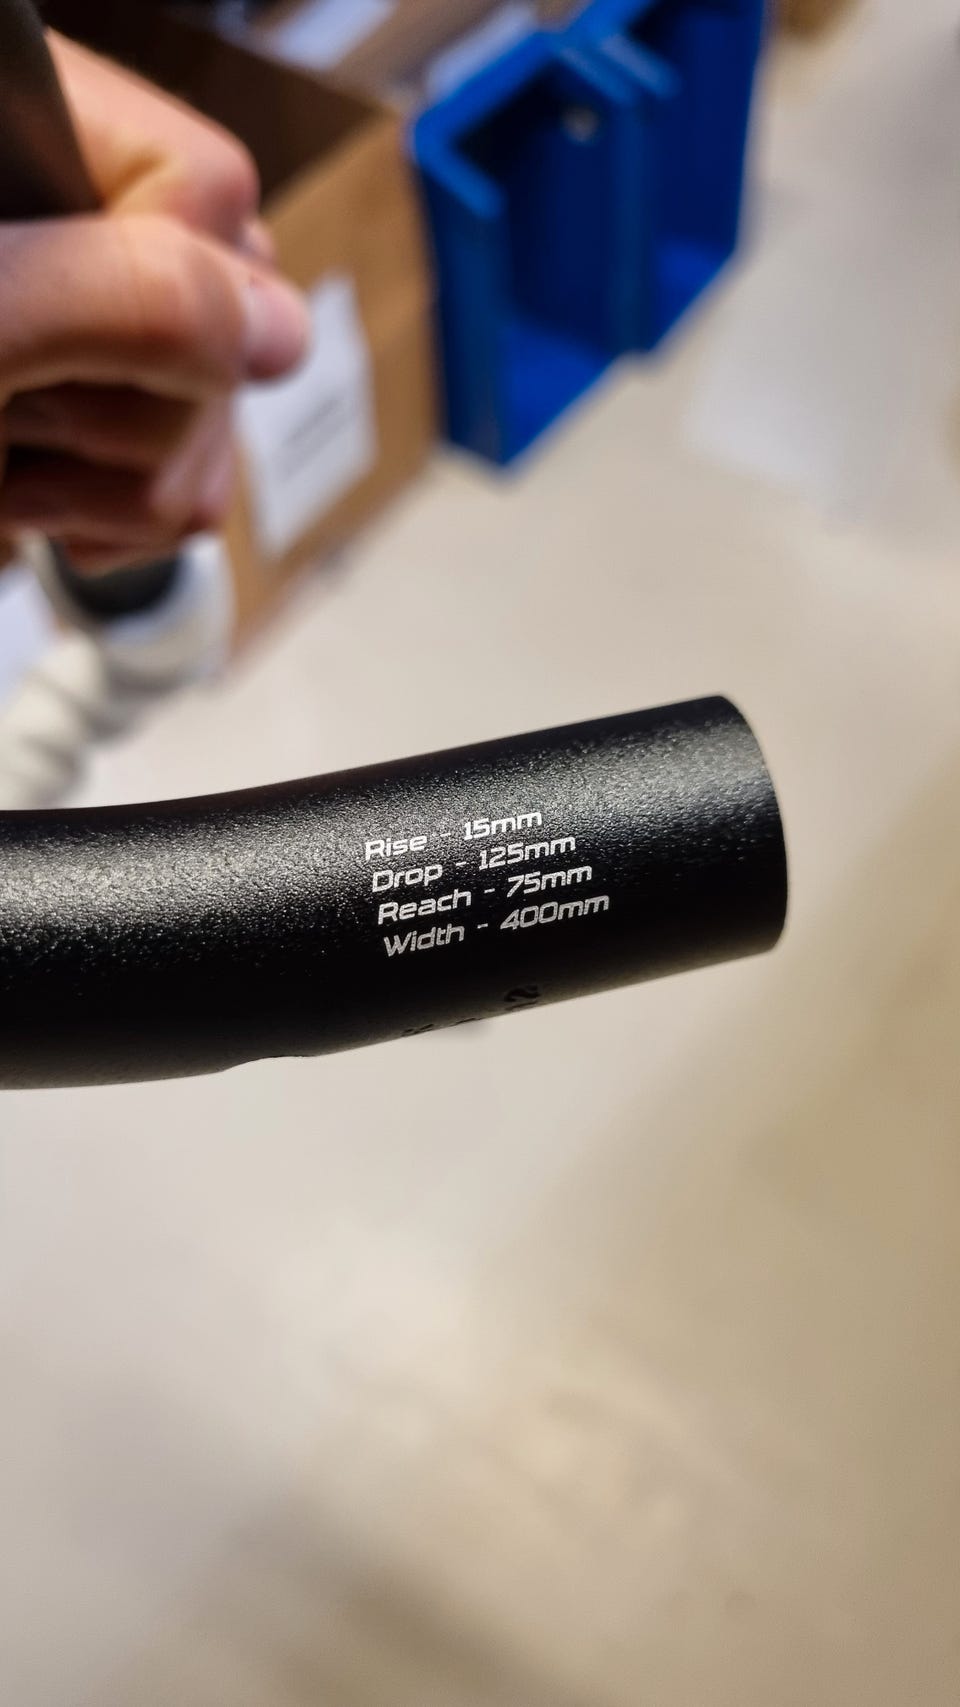 Rise - 15mm
Drop - 125mm
Reach - 75mm
Width - 400mm